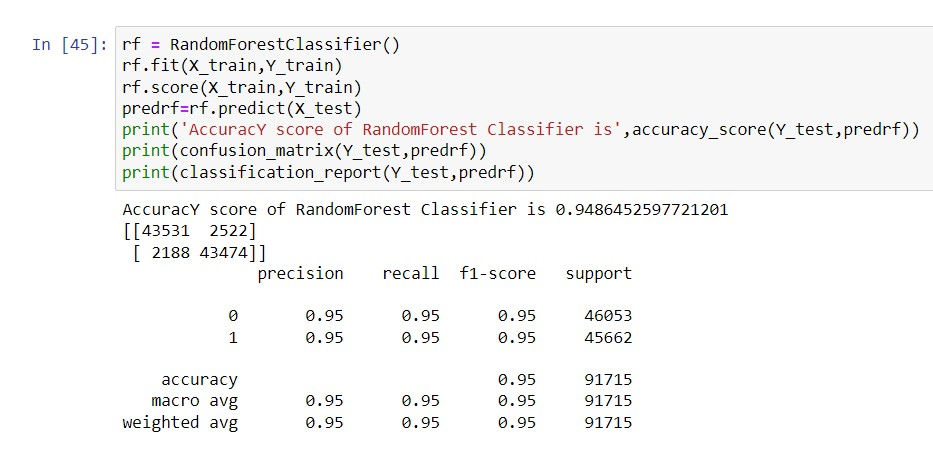 In [45]: rf = RandomForestClassifier()
rf.fit(X_train,Y_train)
rf.score(X_train,Y_train)
predrf=rf.predict(X_test)
print('AccuracY score of RandomForest Classifier is',accuracy_score(Y_test,predrf))
print(confusion_matrix(Y_test,predrf))
print(classification_report(Y_test,predrf))
AccuracY score of RandomForest Classifier is 0.9486452597721201
[[43531  2522]
 [ 2188 43474]]
              precision    recall  f1-score   support
           0       0.95      0.95      0.95     46053
           1       0.95      0.95      0.95     45662
    accuracy                           0.95     91715
   macro avg       0.95      0.95      0.95     91715
weighted avg       0.95      0.95      0.95     91715